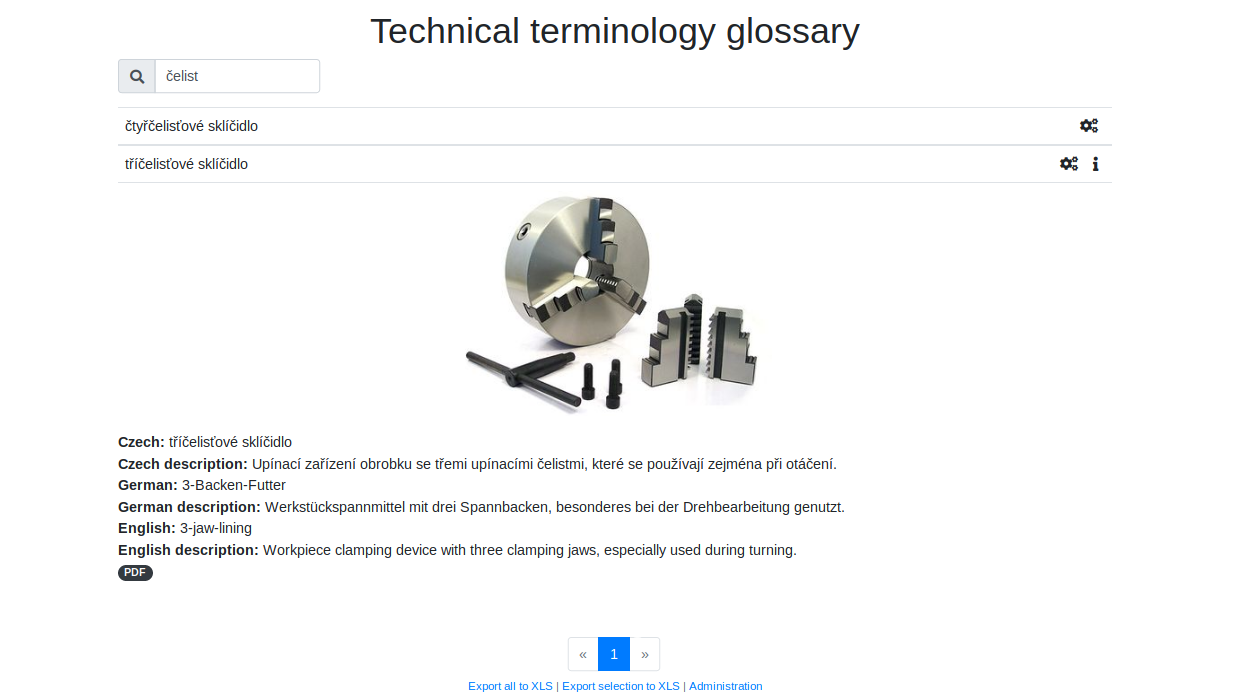 Technical terminology glossary
čelist
čtyřčelisťové sklíčidlo
tříčelisťové sklíčidlo
Czech: tříčelisťové sklíčidlo
Czech description: Upínací zařízení obrobku se třemi upínacími čelistmi, které se používají zejména při otáčení.
German: 3-Backen-Futter
German description: Werkstückspannmittel mit drei Spannbacken, besonderes bei der Drehbearbeitung genutzt.
English: 3-jaw-lining
English description: Workpiece clamping device with three clamping jaws, especially used during turning.
PDF
« 1 »
Export all to XLS | Export selection to XLS | Administration